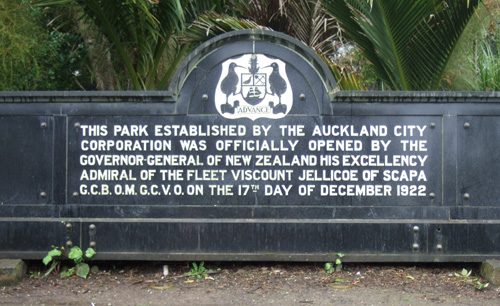 ADVANCE
THIS PARK ESTABLISHED BY THE AUCKLAND CITY
CORPORATION WAS OFFICIALLY OPENED BY THE
GOVERNOR-GENERAL OF NEW ZEALAND HIS EXCELLENCY
ADMIRAL OF THE FLEET VISCOUNT JELLICOE OF SCAPA
G.C.B. O.M. G.C.V.O. ON THE 17TH DAY OF DECEMBER 1922